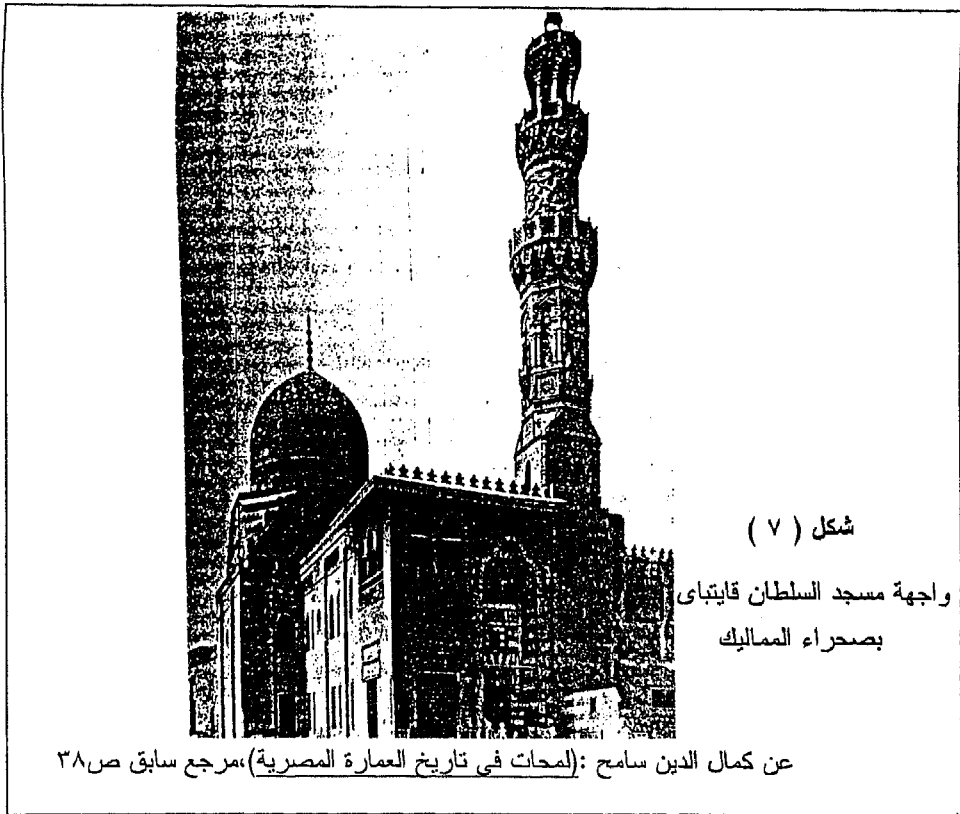 شكل ( ٧ )
واجهة مسجد السلطان قايتباى
بصحراء المماليك
عن كمال الدين سامح :(لمحات فى تاريخ العمارة المصرية)،مرجع سابق ص٣٨